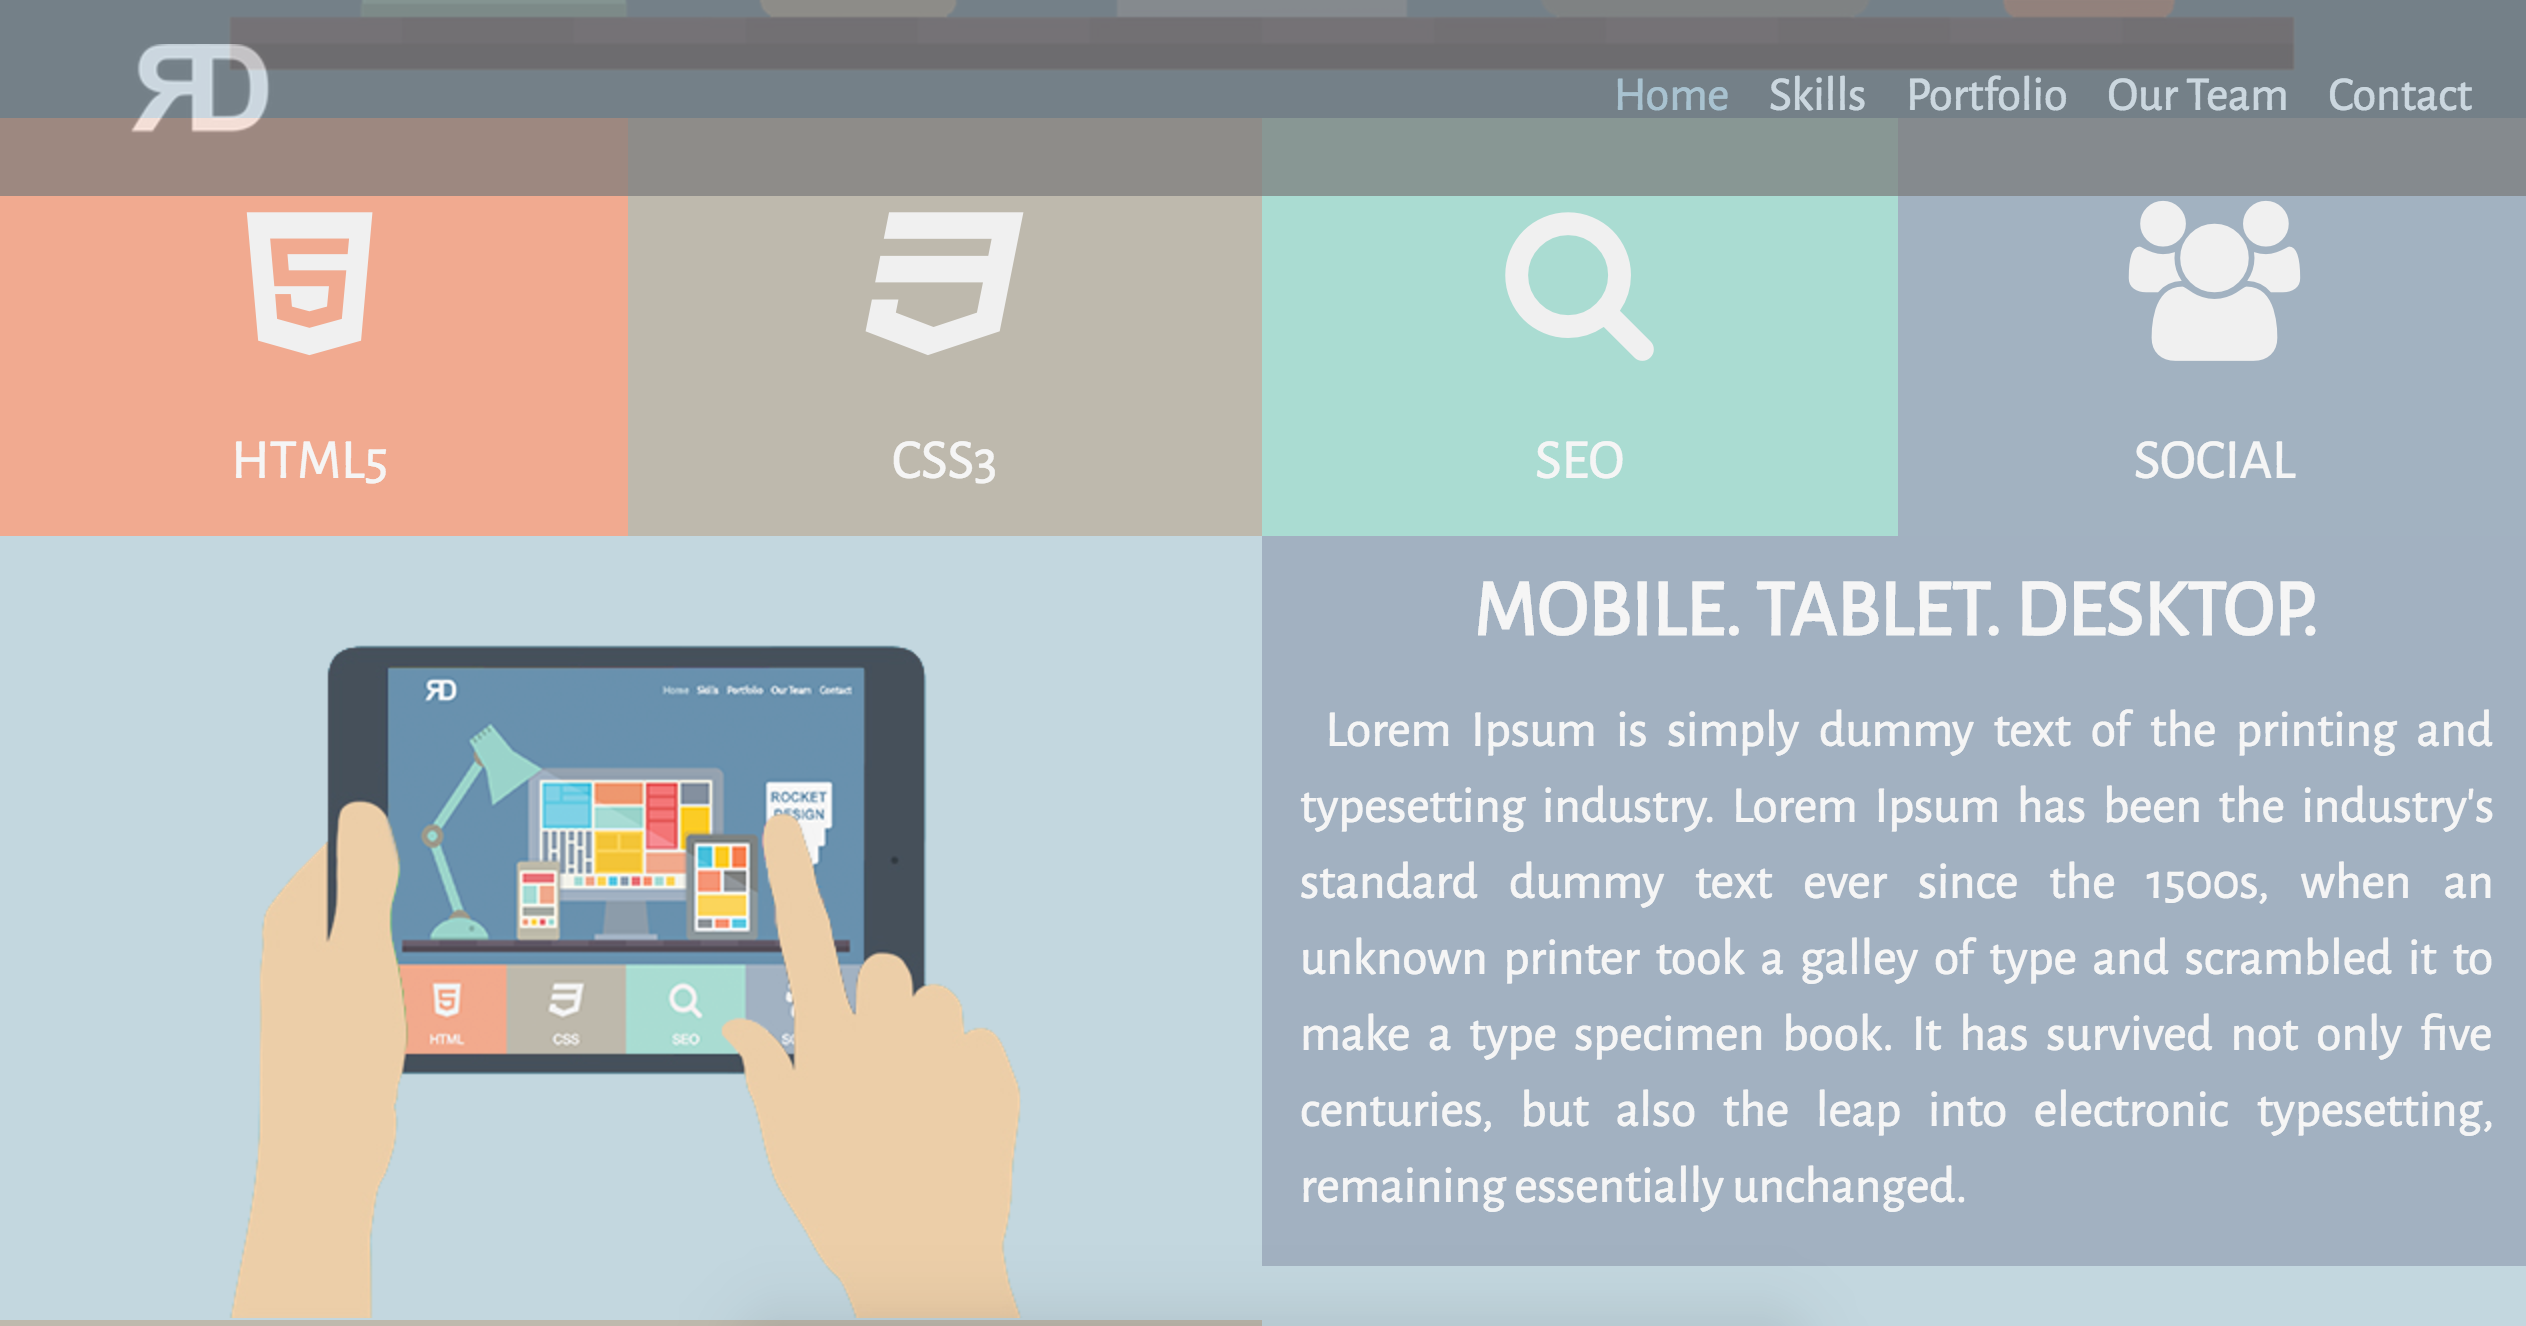 RD
Home Skills Portfolio Our Team Contact
HTML5
CSS3
SEO
SOCIAL
MOBILE. TABLET. DESKTOP.
Lorem Ipsum is simply dummy text of the printing and
typesetting industry. Lorem Ipsum has been the industry's
standard dummy text ever since the 1500s, when an
unknown printer took a galley of type and scrambled it to
make a type specimen book. It has survived not only five
centuries, but also the leap into electronic typesetting,
remaining essentially unchanged.
RD
Home Skills Portfolio Our Team Contact
ROCKET
DESIGN
HTML
CSS
SEO